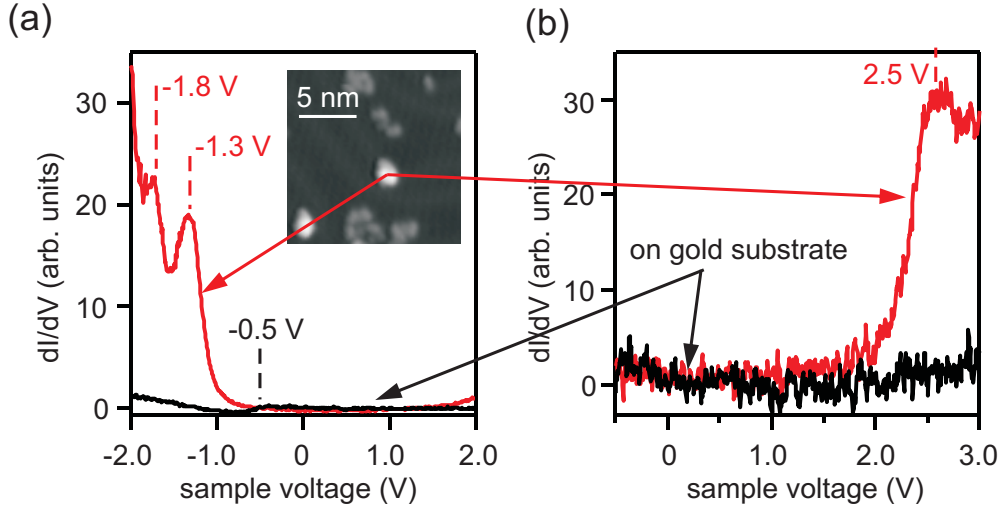 (a)
dI/dV (arb. units)
30
20
10
0
-1.8 V
-1.3 V
-0.5 V
5 nm
-2.0
-1.0
0
1.0
2.0
sample voltage (V)
(b)
dI/dV (arb. units)
30
20
10
0
2.5 V
on gold substrate
0.0
1.0
2.0
3.0
sample voltage (V)